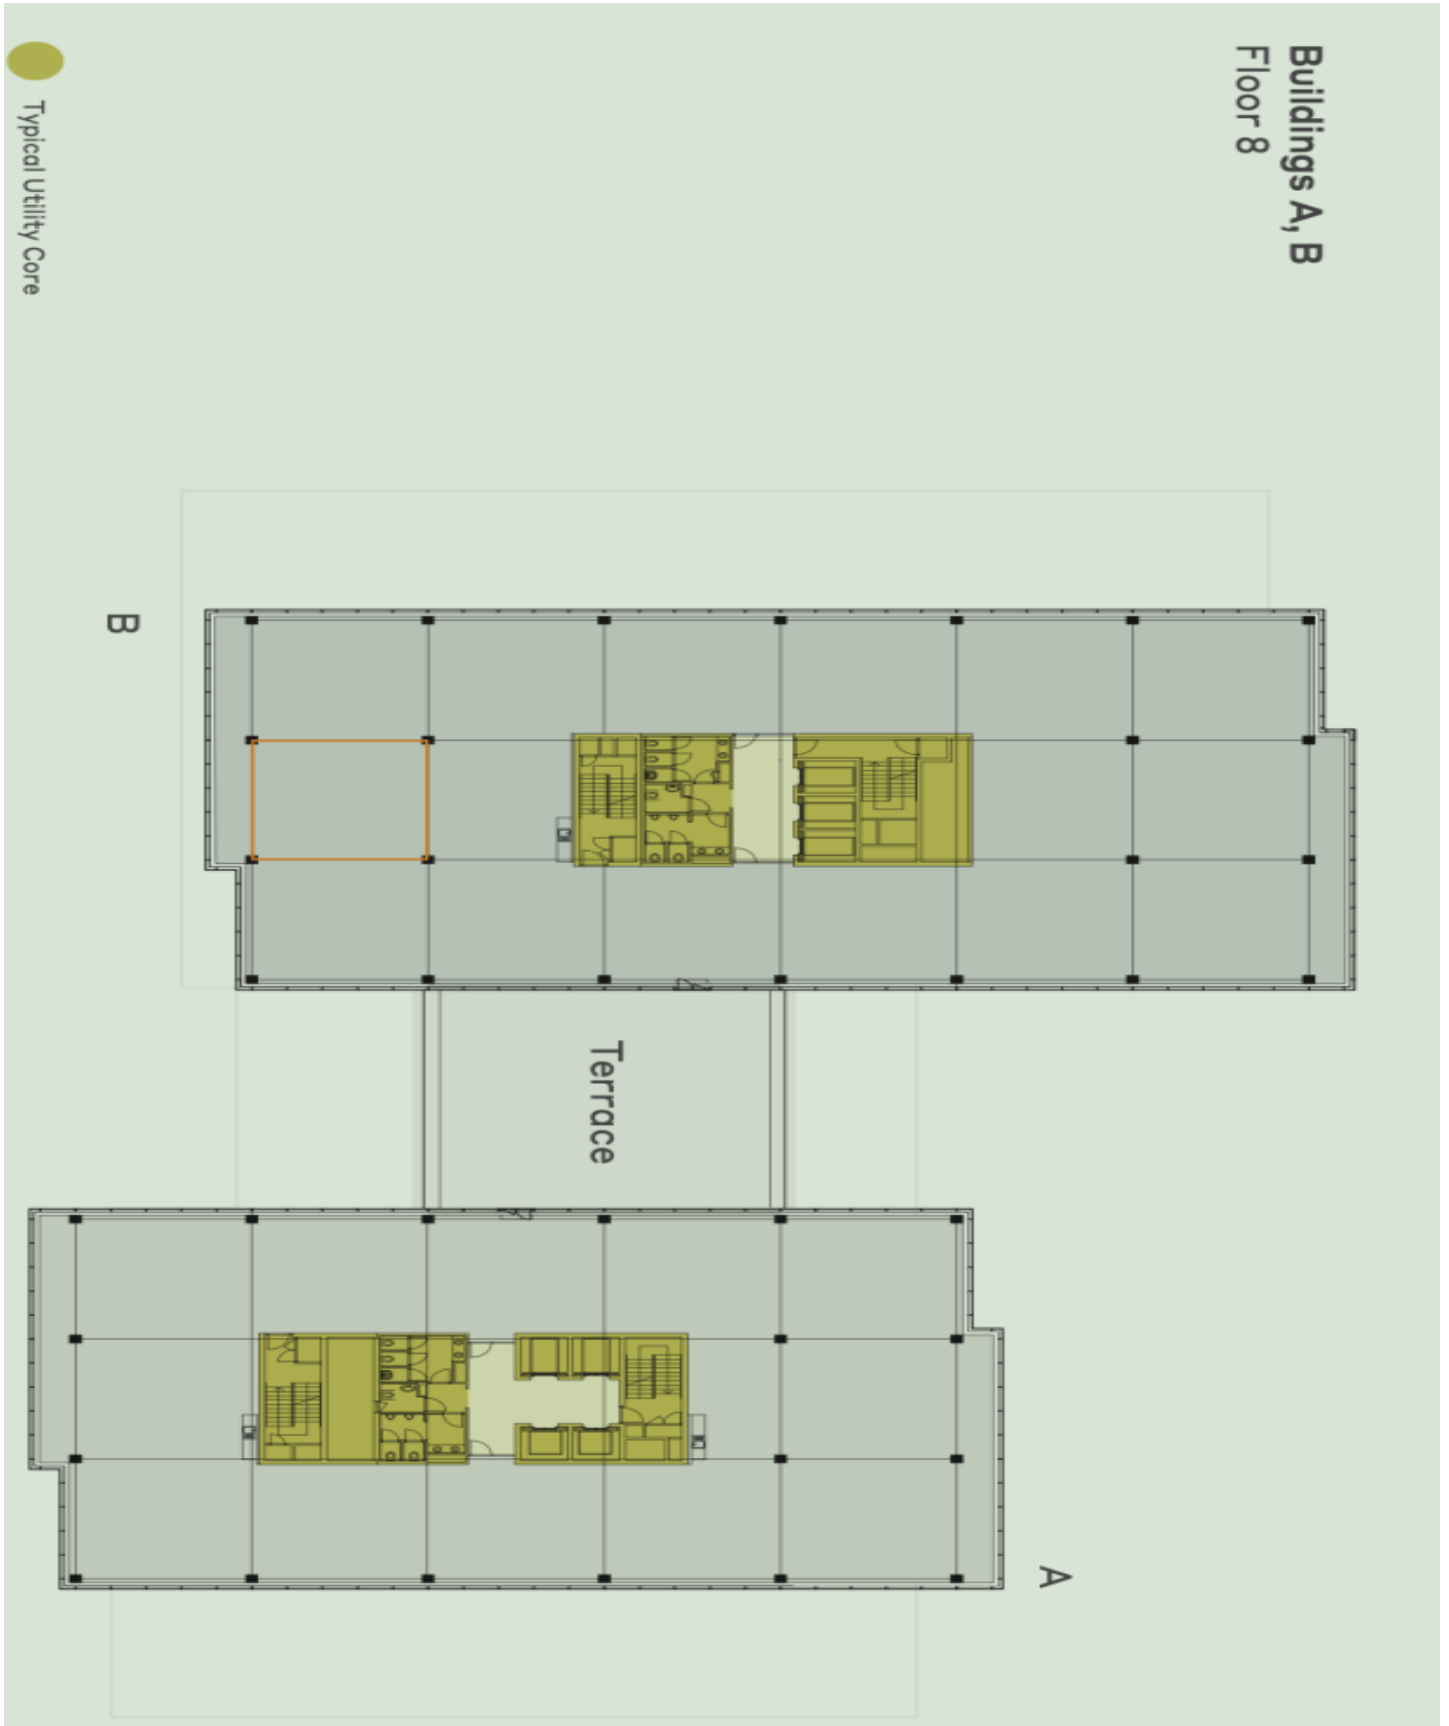 Buildings A, B
Floor 8
B
Terrace
A
Typical Utility Core